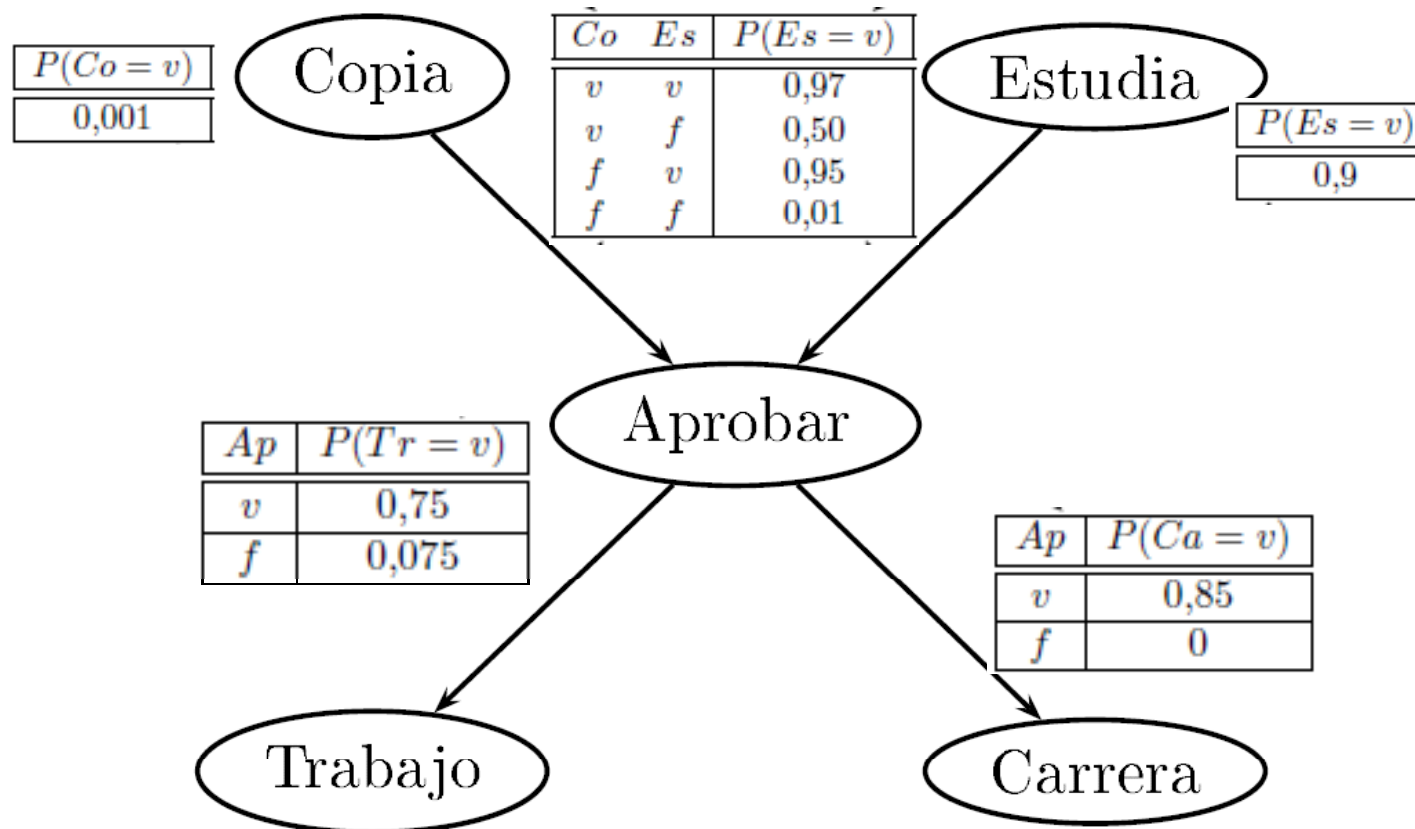 Co Es P(Es = v)
v v 0,97
v f 0,50
f v 0,95
f f 0,01
P(Co = v)
0,001
Copia
Estudia
P(Es = v)
0,9
Aprobar
Ap P(Tr = v)
v 0,75
f 0,075
Ap P(Ca = v)
v 0,85
f 0
Trabajo
Carrera